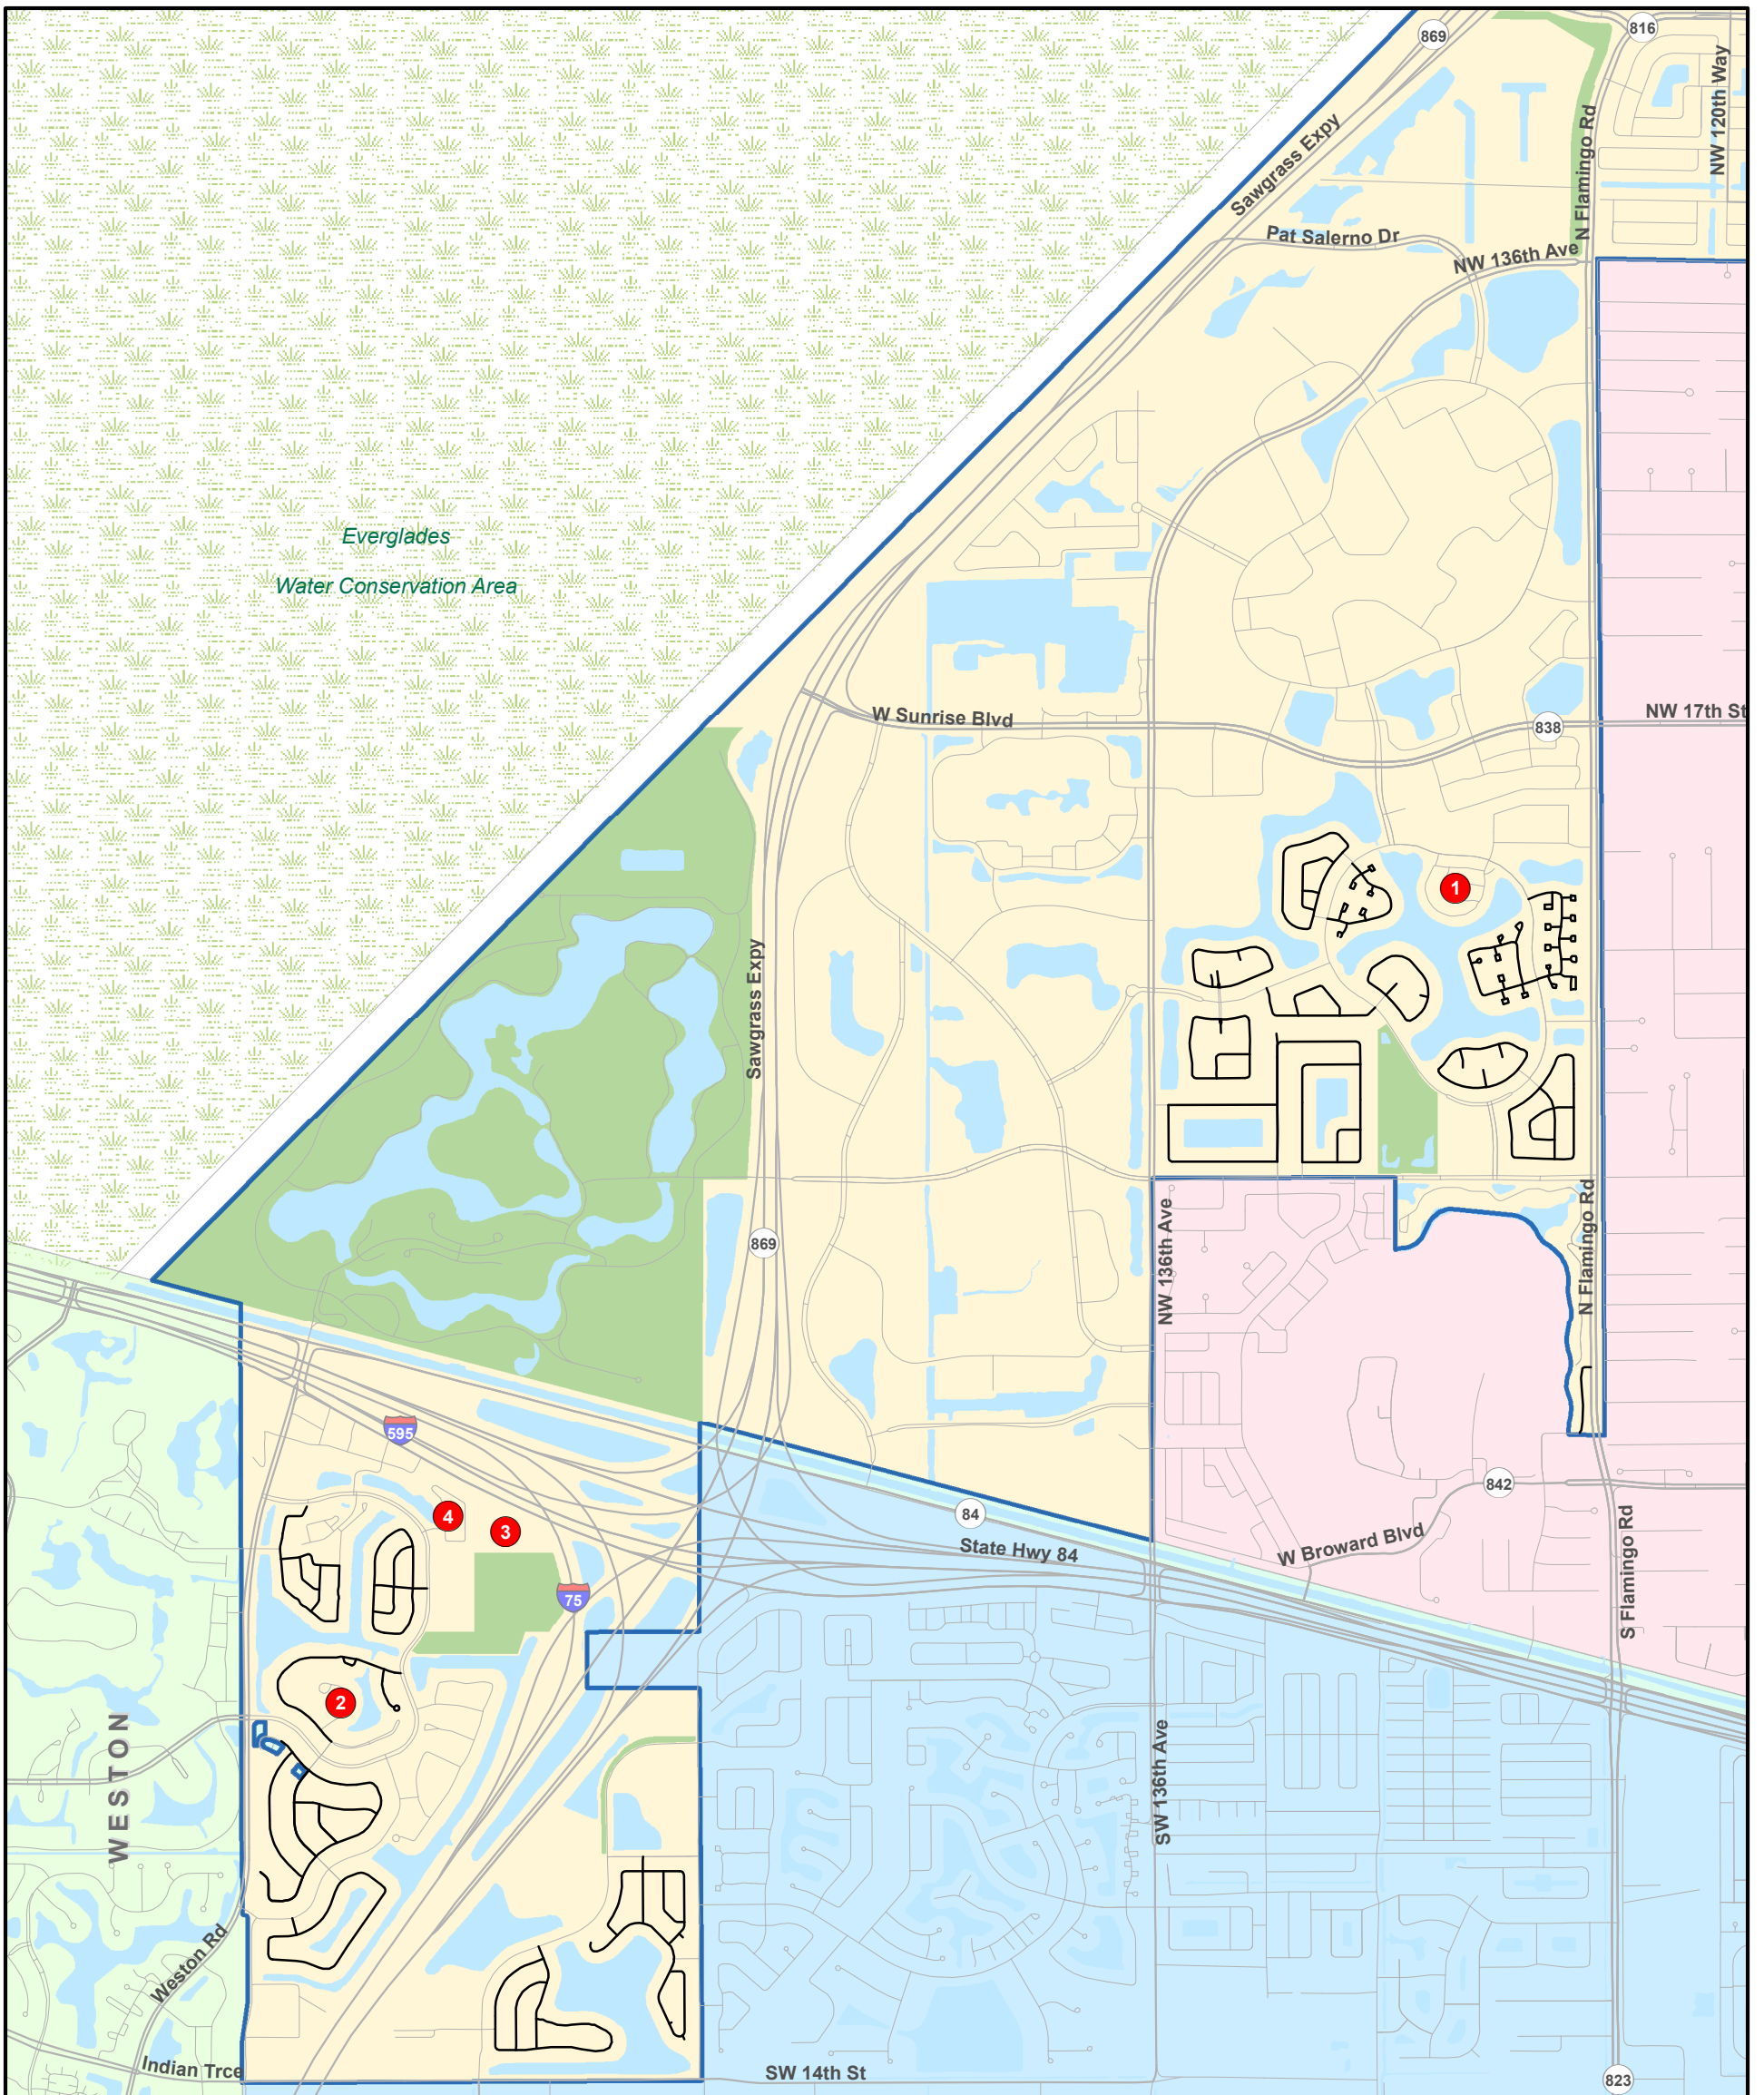 869
816
NW 120th Way
N Flamingo Rd
Sawgrass Expy
Pat Salerno Dr
NW 136th Ave
Everglades
Water Conservation Area
W Sunrise Blvd
838
NW 17th St
1
Sawgrass Expy
869
NW 136th Ave
N Flamingo Rd
595
842
4
3
84
State Hwy 84
W Broward Blvd
75
S Flamingo Rd
2
WESTON
SW 136th Ave
Weston Rd
Indian Trce
SW 14th St
823